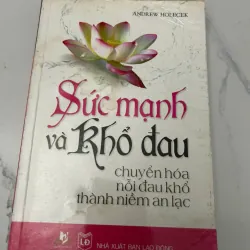 ANDREW HOLECEK
Sức mạnh
và Khổ đau
chuyển hóa
nỗi đau khổ
thành niềm an lạc
LĐ
NHÀ XUẤT BẢN LAO ĐỘNG